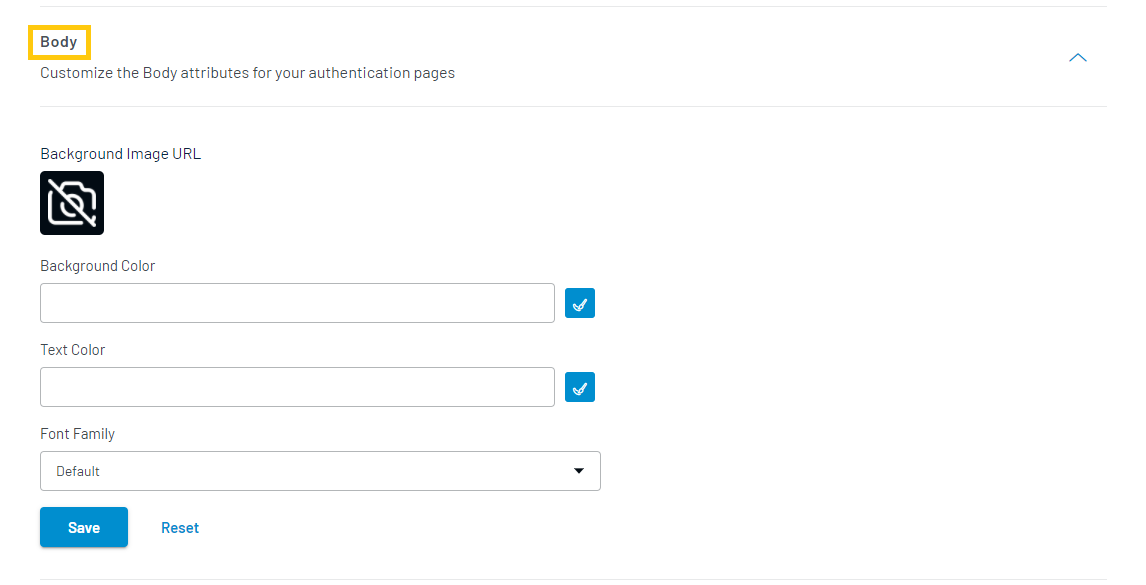 Body
Customize the Body attributes for your authentication pages
Background Image URL
Background Color
Text Color
Font Family
Default
Save
Reset